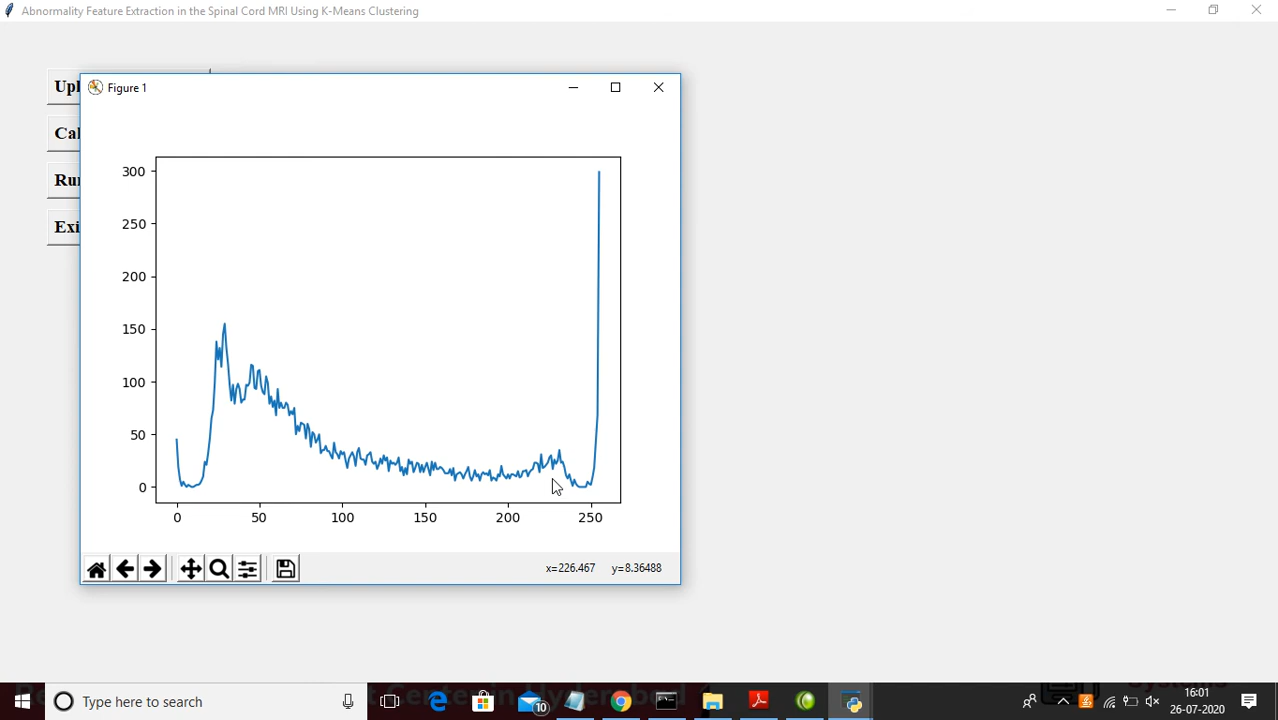 Abnormality Feature Extraction in the Spinal Cord MRI Using K-Means Clustering
Upl
Cal
Run
Exi
Figure 1
300
250
200
150
100
50
0
0 50 100 150 200 250
x=226.467 y=8.36488
Type here to search
10
16:01
26-07-2020